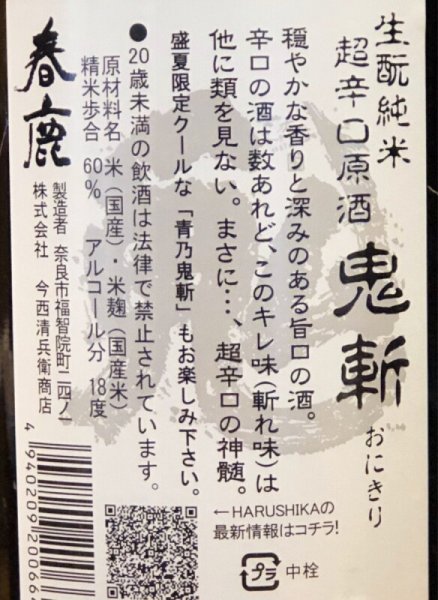 生酛純米
超辛口原酒
鬼斬
おにきり
穏やかな香りと深みのある旨口の酒。
辛口の酒は数あれど、このキレ味(斬れ味)は
他に類を見ない。まさに…、超辛口の神髄。
盛夏限定クールな「青乃鬼斬」もお楽しみ下さい。
●20歳未満の飲酒は法律で禁止されています。
原材料名 米(国産)・米麹(国産米)
精米歩合 60% アルコール分 18度
春鹿
製造者 奈良市福智院町二四ノ一
株式会社 今西清兵衛商店
←HARUSHIKAの
最新情報はコチラ!
プラ
中栓
4 940209 20066